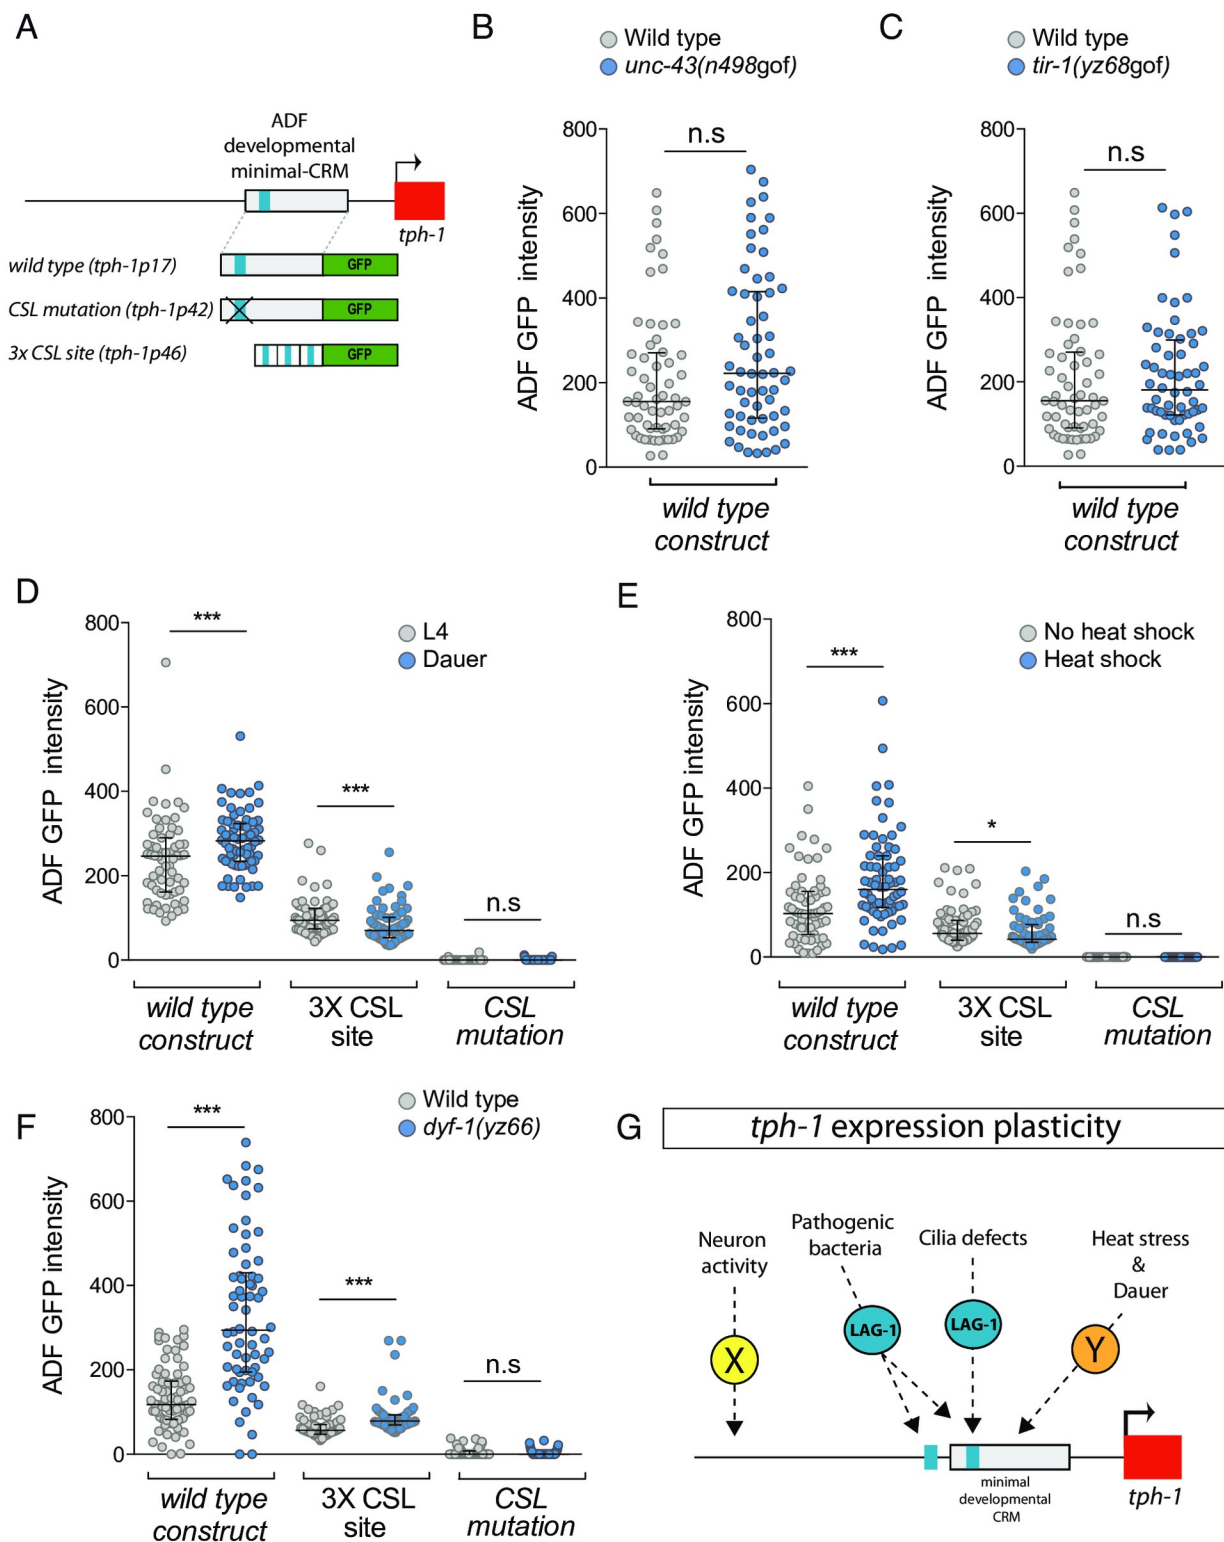 A
ADF
developmental
minimal-CRM
tph-1
wild type (tph-1p17)
GFP
CSL mutation (tph-1p42)
GFP
3x CSL site (tph-1p46)
GFP
B
Wild type
unc-43(n498gof)
ADF GFP intensity
800
600
400
200
0
n.s
wild type
construct
C
Wild type
tir-1(yz68gof)
ADF GFP intensity
800
600
400
200
0
n.s
wild type
construct
D
L4
Dauer
ADF GFP intensity
800
600
400
200
0
***
***
n.s
wild type
construct
3X CSL
site
CSL
mutation
E
No heat shock
Heat shock
ADF GFP intensity
800
600
400
200
0
***
*
n.s
wild type
construct
3X CSL
site
CSL
mutation
F
Wild type
dyf-1(yz66)
ADF GFP intensity
800
600
400
200
0
***
***
n.s
wild type
construct
3X CSL
site
CSL
mutation
G
tph-1 expression plasticity
Neuron
activity
Pathogenic
bacteria
Cilia defects
Heat stress
&
Dauer
X
LAG-1
LAG-1
Y
minimal
developmental
CRM
tph-1